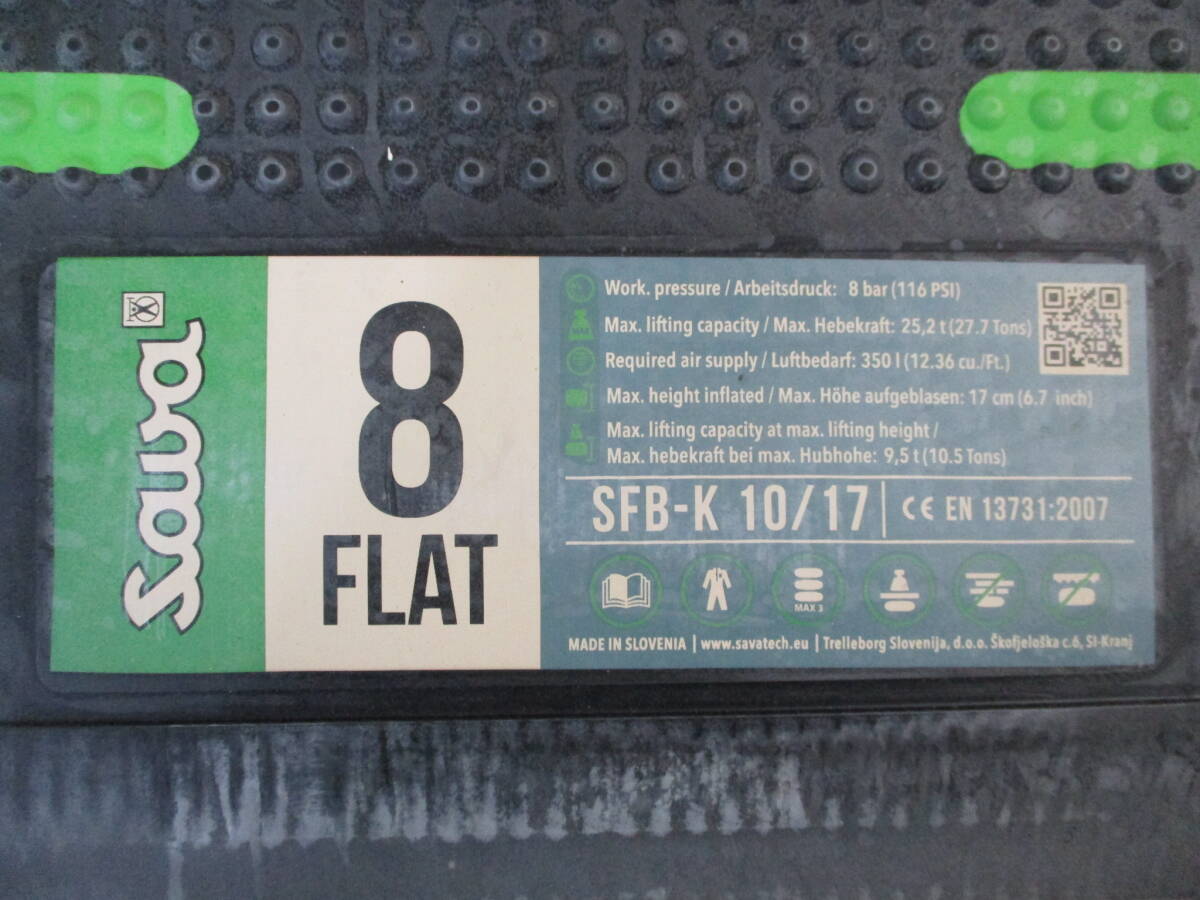 Sava
8
FLAT
Work. pressure / Arbeitsdruck: 8 bar (116 PSI)
MAX
Max. lifting capacity / Max. Hebekraft: 25,2 t (27.7 Tons)
Required air supply / Luftbedarf: 350 l (12.36 cu./Ft.)
Max. height inflated / Max. Höhe aufgeblasen: 17 cm (6.7 inch)
Max. lifting capacity at max. lifting height /
Max. hebekraft bei max. Hubhohe: 9,5 t (10.5 Tons)
SFB-K 10/17 | CE EN 13731:2007
MAX 3
MADE IN SLOVENIA | www.savatech.eu | Trelleborg Slovenija, d.o.o. Škofjeloška c.6, SI-Kranj